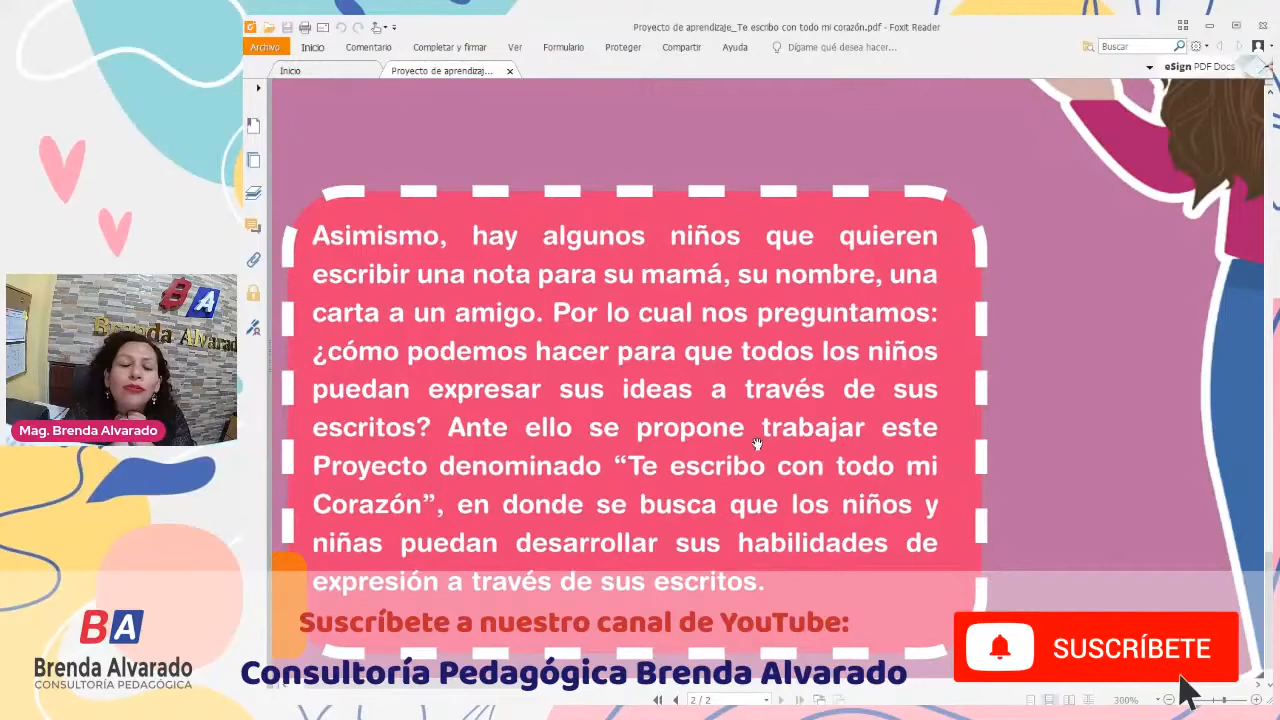 Proyecto de aprendizaje_Te escribo con todo mi corazón.pdf - Foxit Reader
Archivo Inicio Comentario Completar y firmar Ver Formulario Proteger Compartir Ayuda Dígame qué desea hacer... Buscar
Inicio Proyecto de aprendizaj... eSign PDF Docs
Asimismo, hay algunos niños que quieren
escribir una nota para su mamá, su nombre, una
carta a un amigo. Por lo cual nos preguntamos:
¿cómo podemos hacer para que todos los niños
puedan expresar sus ideas a través de sus
escritos? Ante ello se propone trabajar este
Proyecto denominado “Te escribo con todo mi
Corazón”, en donde se busca que los niños y
niñas puedan desarrollar sus habilidades de
expresión a través de sus escritos.
BA
Brenda Alvarad
Mag. Brenda Alvarado
Suscríbete a nuestro canal de YouTube:
Consultoría Pedagógica Brenda Alvarado
SUSCRÍBETE
BA
Brenda Alvarado
CONSULTORÍA PEDAGÓGICA
2 / 2
300%